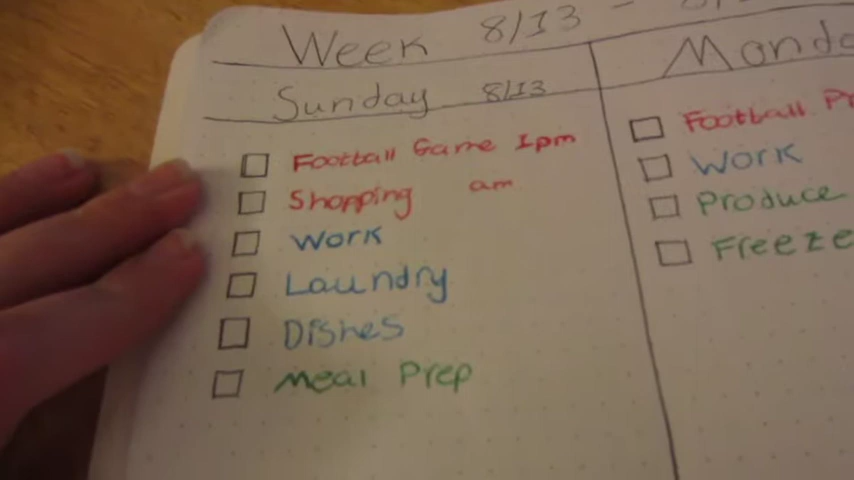 Week 8/13 -
Sunday 8/13
Football Game 1pm
Shopping am
Work
Laundry
Dishes
Meal Prep
Football
Work
Produce
Freeze